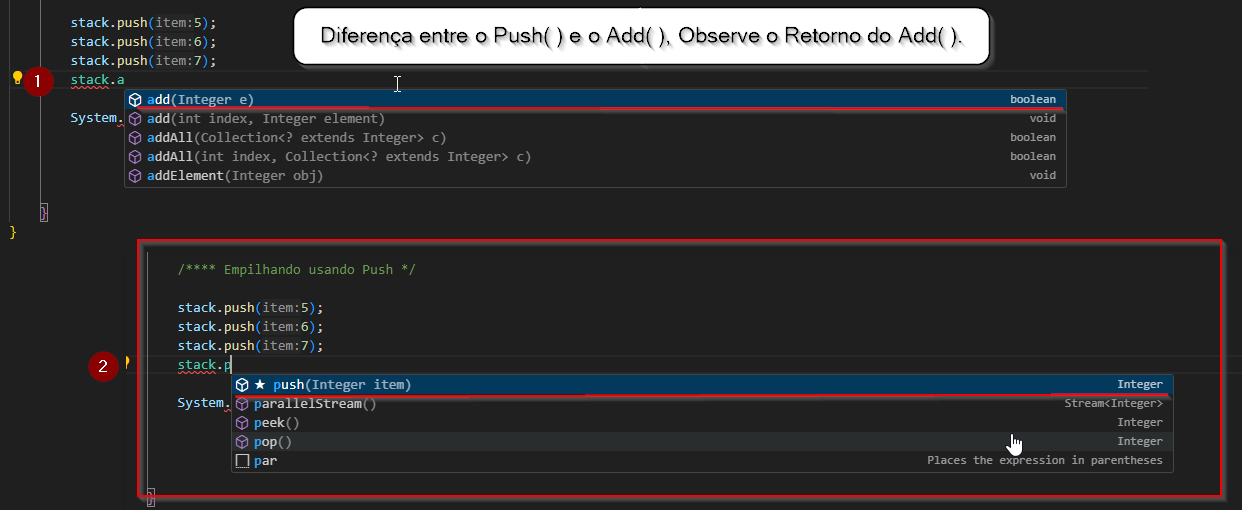 Diferença entre o Push( ) e o Add( ), Observe o Retorno do Add( ).
stack.push(item:5);
stack.push(item:6);
stack.push(item:7);
1
stack.a
add(Integer e) boolean
System.
add(int index, Integer element) void
addAll(Collection<? extends Integer> c) boolean
addAll(int index, Collection<? extends Integer> c) boolean
addElement(Integer obj) void
}
}
/**** Empilhando usando Push */
stack.push(item:5);
stack.push(item:6);
stack.push(item:7);
2
stack.p
★ push(Integer item) Integer
System.
parallelStream() Stream<Integer>
peek() Integer
pop() Integer
par Places the expression in parentheses
}